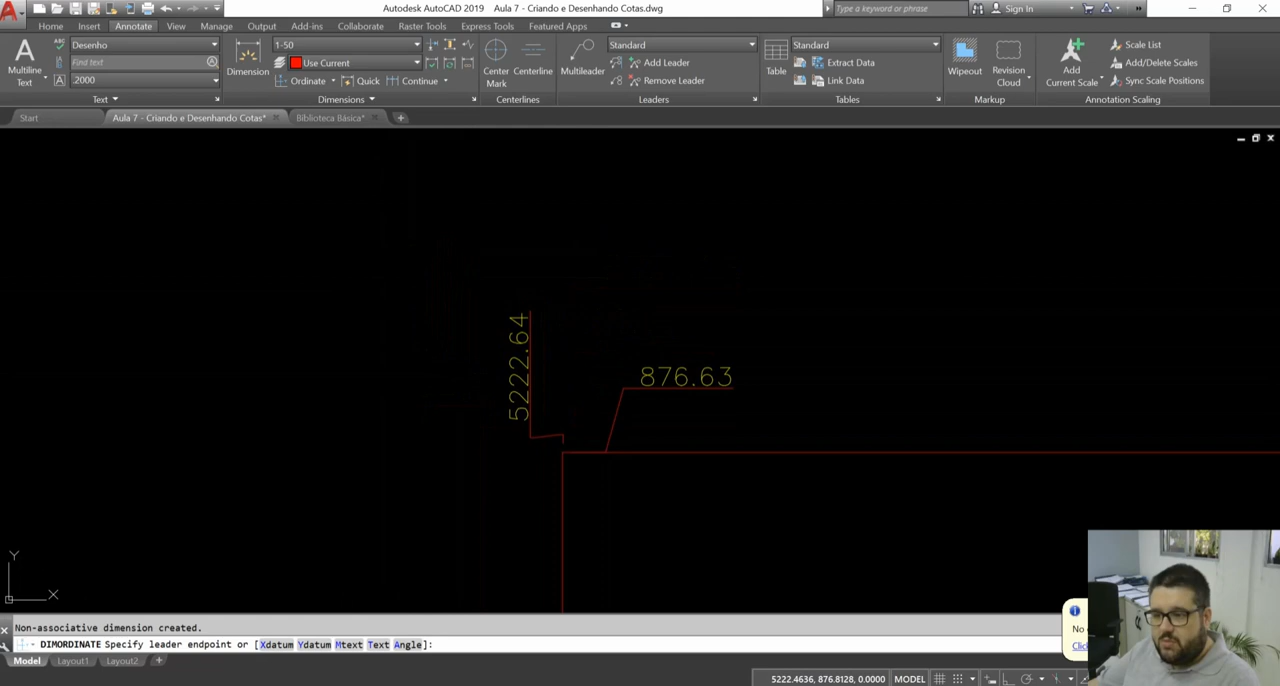 Autodesk AutoCAD 2019 Aula 7 - Criando e Desenhando Cotas.dwg
Type a keyword or phrase
Sign In
Home Insert Annotate View Manage Output Add-ins Collaborate Raster Tools Express Tools Featured Apps
Multiline
Text
ABC
Desenho
Find text
.2000
Text
Dimension
1-50
Use Current
Ordinate Quick Continue
Dimensions
Center
Mark
Centerline
Centerlines
Multileader
Standard
Add Leader
Remove Leader
Leaders
Table
Standard
Extract Data
Link Data
Tables
Wipeout
Revision
Cloud
Markup
Add
Current Scale
Scale List
Add/Delete Scales
Sync Scale Positions
Annotation Scaling
Start Aula 7 - Criando e Desenhando Cotas* Biblioteca Básica*
5222.64
876.63
Y
X
Non-associative dimension created.
DIMORDINATE Specify leader endpoint or [Xdatum Ydatum Mtext Text Angle]:
Model Layout1 Layout2
5222.4636, 876.8128, 0.0000 MODEL